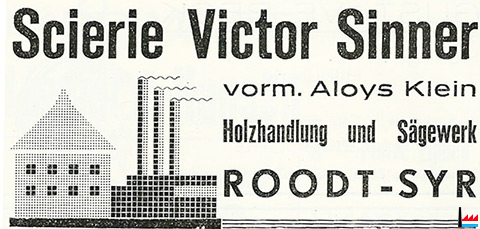 Scierie Victor Sinner
vorm. Aloys Klein
Holzhandlung und Sägewerk
ROODT-SYR